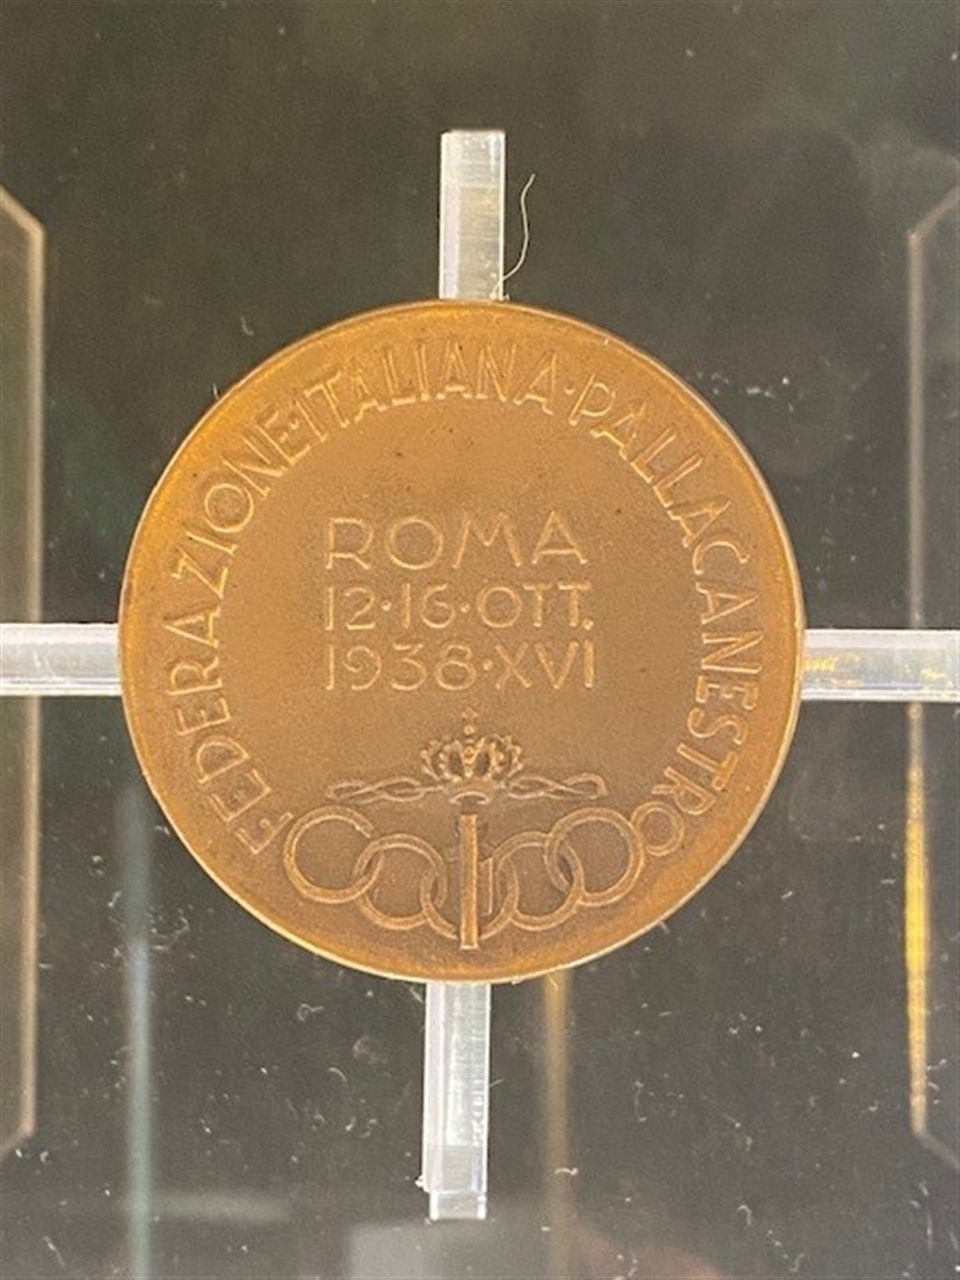 FEDERAZIONE·ITALIANA·PALLACANESTRO
ROMA
12·16·OTT.
1938·XVI